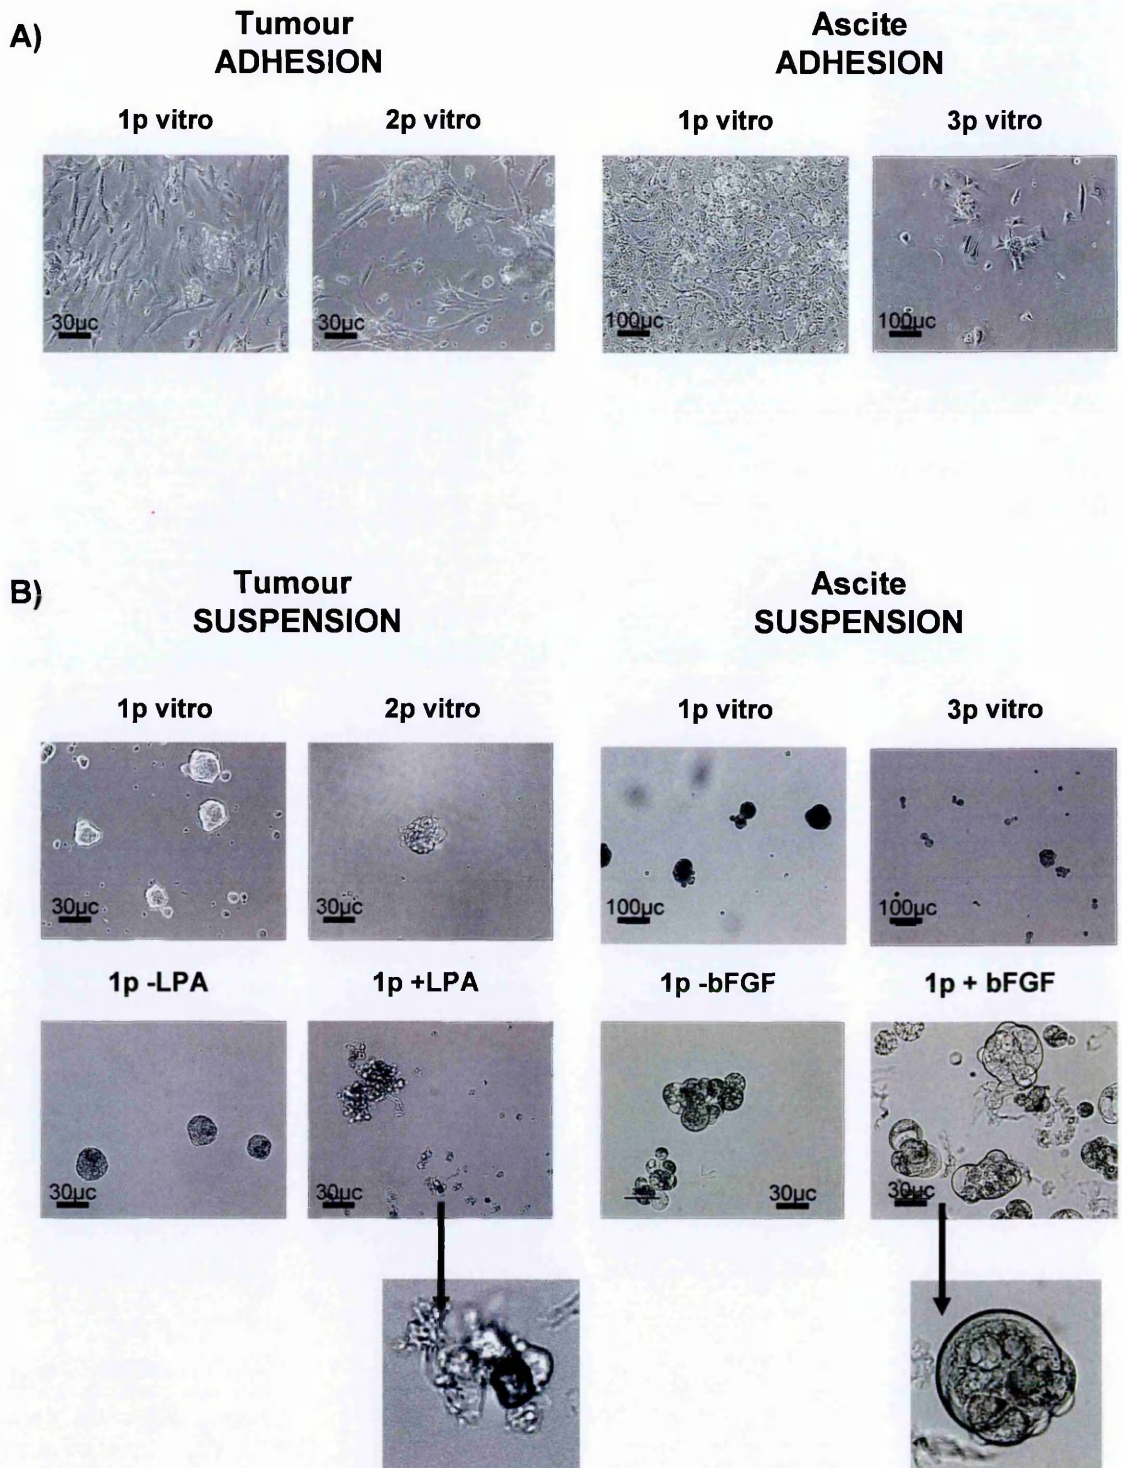 A)
Tumour
ADHESION
Ascite
ADHESION
1p vitro
2p vitro
1p vitro
3p vitro
30µc
30µc
100µc
100µc
B)
Tumour
SUSPENSION
Ascite
SUSPENSION
1p vitro
2p vitro
1p vitro
3p vitro
30µc
30µc
100µc
100µc
1p -LPA
1p +LPA
1p -bFGF
1p + bFGF
30µc
30µc
30µc
30µc